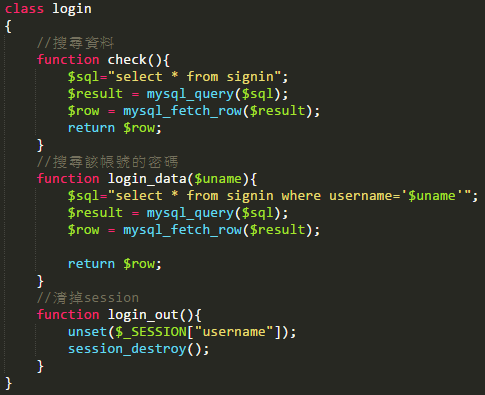 class login
{
    //搜尋資料
    function check(){
        $sql="select * from signin";
        $result = mysql_query($sql);
        $row = mysql_fetch_row($result);
        return $row;
    }
    //搜尋該帳號的密碼
    function login_data($uname){
        $sql="select * from signin where username='$uname'";
        $result = mysql_query($sql);
        $row = mysql_fetch_row($result);

        return $row;
    }
    //清掉session
    function login_out(){
        unset($_SESSION["username"]);
        session_destroy();
    }
}